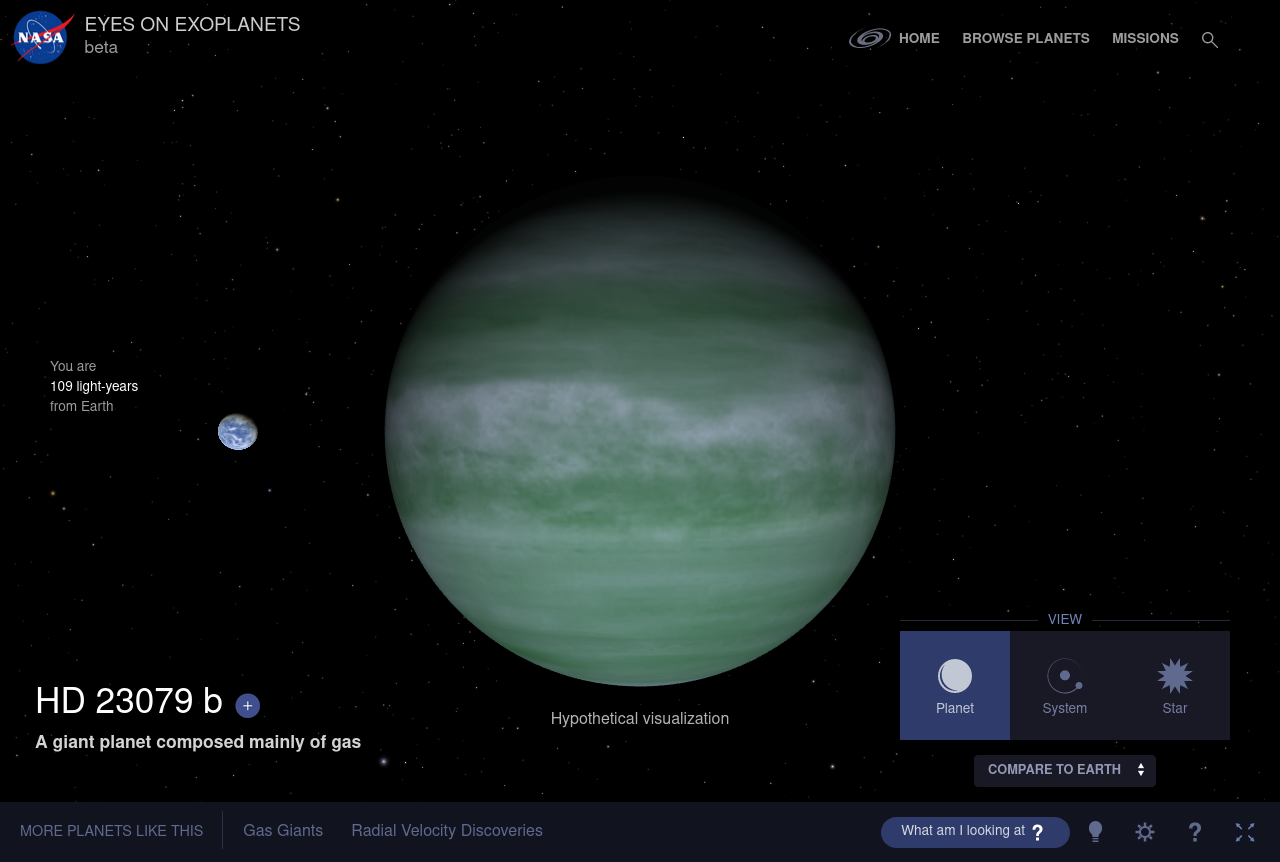 NASA
EYES ON EXOPLANETS
beta
HOME
BROWSE PLANETS
MISSIONS
You are
109 light-years
from Earth
HD 23079 b +
A giant planet composed mainly of gas
Hypothetical visualization
VIEW
Planet
System
Star
COMPARE TO EARTH
MORE PLANETS LIKE THIS
Gas Giants
Radial Velocity Discoveries
What am I looking at ?
?